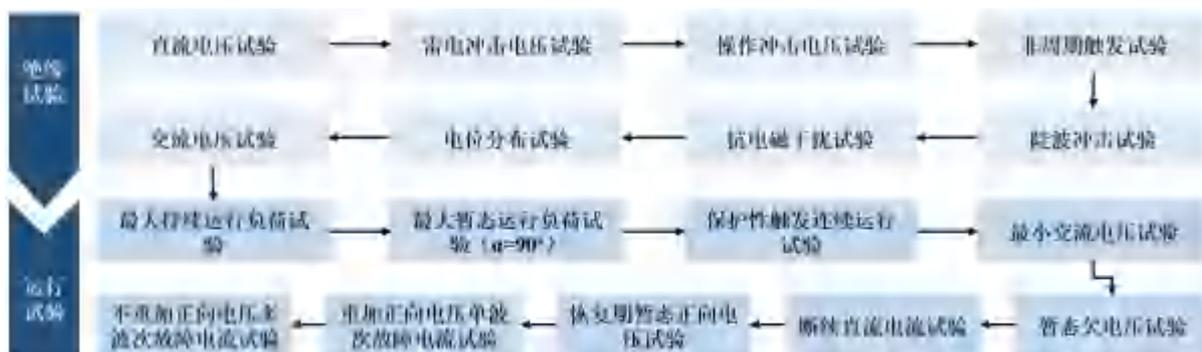 绝缘
试验
直流电压试验
雷电冲击电压试验
操作冲击电压试验
非周期触发试验
交流电压试验
电位分布试验
抗电磁干扰试验
陡波冲击试验
运行
试验
最大持续运行负荷试
验
最大暂态运行负荷试
验（α=90°）
保护性触发连续运行
试验
最小交流电压试验
不重加正向电压多
波次故障电流试验
重加正向电压单波
次故障电流试验
恢复期暂态正向电
压试验
断续直流电流试验
暂态欠电压试验